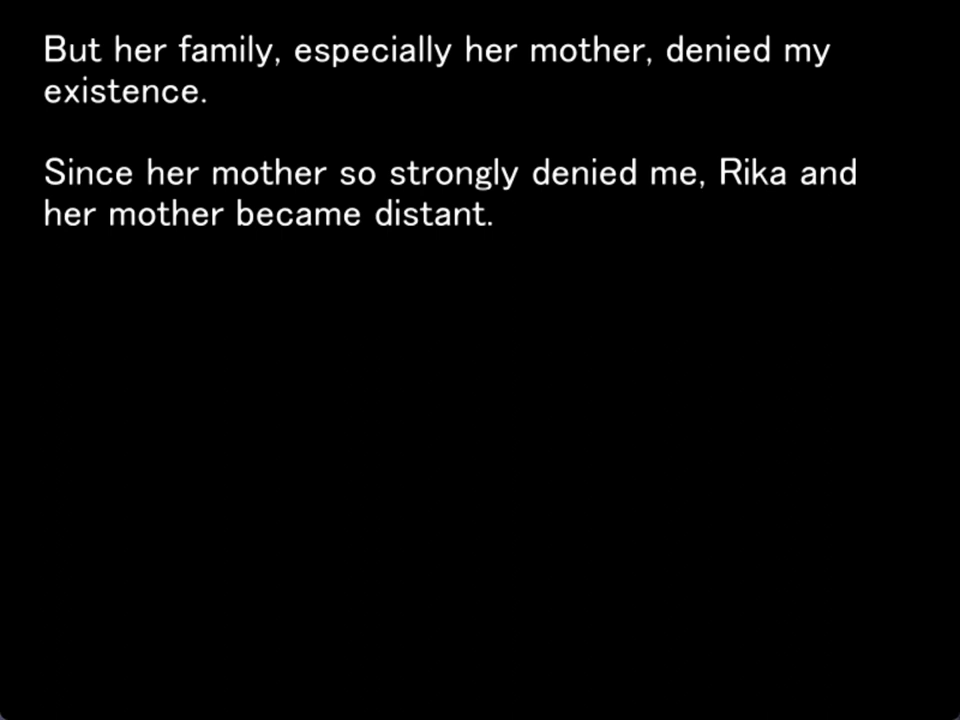 But her family, especially her mother, denied my
existence.
Since her mother so strongly denied me, Rika and
her mother became distant.